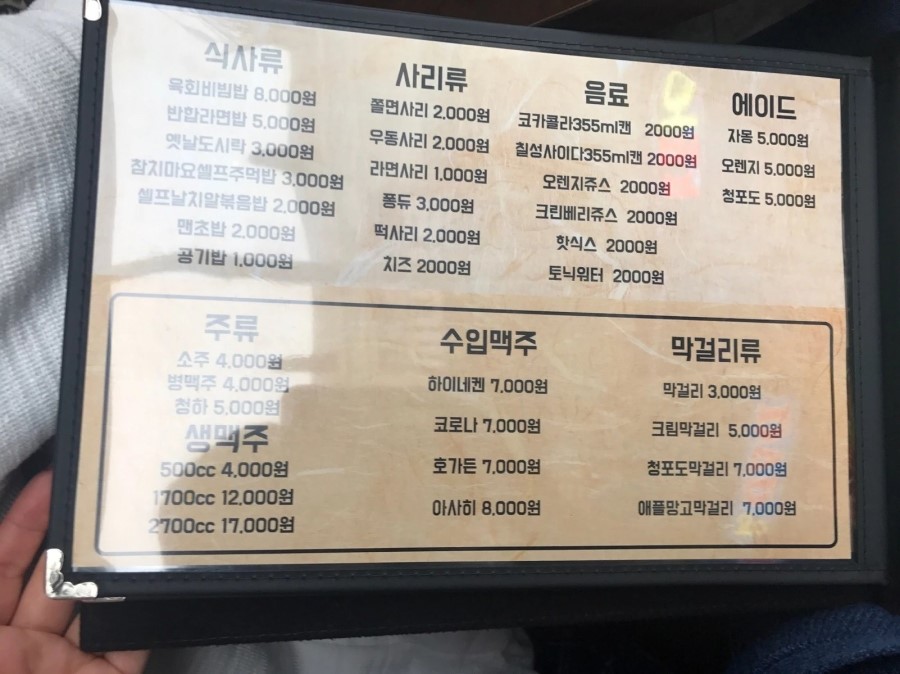 식사류
육회비빔밥 8,000원
반합라면밥 5,000원
옛날도시락 3,000원
참치마요셀프주먹밥 3,000원
셀프날치알볶음밥 2,000원
맨초밥 2,000원
공기밥 1,000원
사리류
쫄면사리 2,000원
우동사리 2,000원
라면사리 1,000원
퐁듀 3,000원
떡사리 2,000원
치즈 2000원
음료
코카콜라355ml캔 2000원
칠성사이다355ml캔 2000원
오렌지쥬스 2000원
크린베리쥬스 2000원
핫식스 2000원
토닉워터 2000원
에이드
자몽 5,000원
오렌지 5,000원
청포도 5,000원
주류
소주 4,000원
병맥주 4,000원
청하 5,000원
생맥주
500cc 4,000원
1700cc 12,000원
2700cc 17,000원
수입맥주
하이네켄 7,000원
코로나 7,000원
호가든 7,000원
아사히 8,000원
막걸리류
막걸리 3,000원
크림막걸리 5,000원
청포도막걸리 7,000원
애플망고막걸리 7,000원